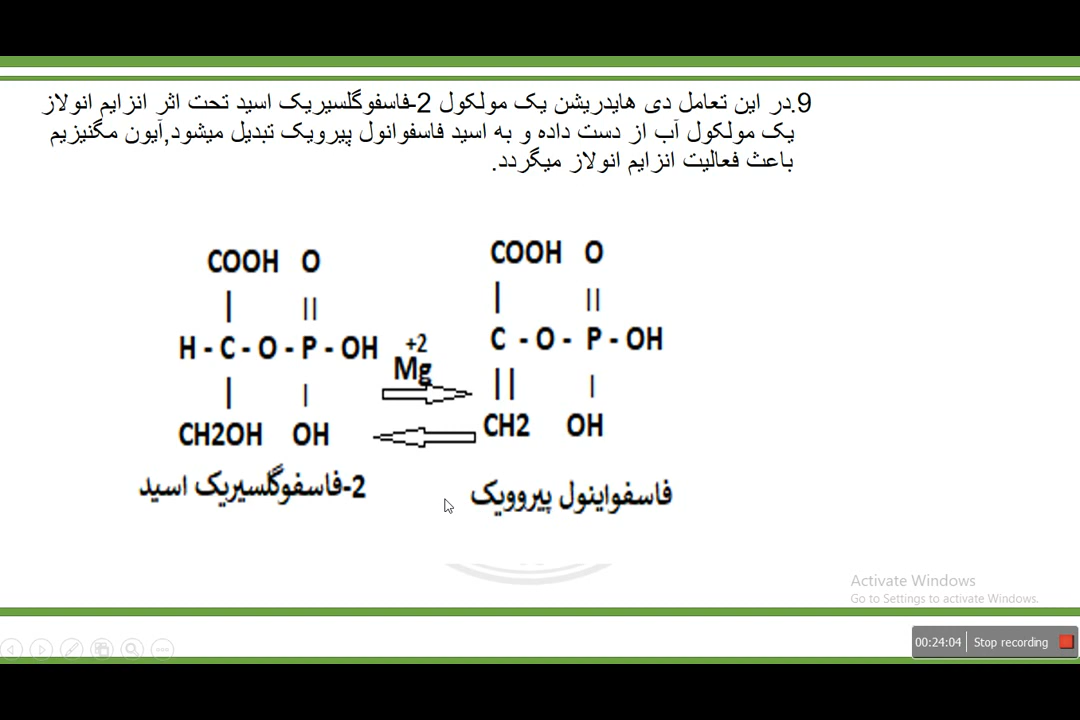 9.در این تعامل دی هایدریشن یک مولکول 2-فاسفوگلسیریک اسید تحت اثر انزایم انولاز
یک مولکول آب از دست داده و به اسید فاسفوانول پیرویک تبدیل میشود,آیون مگنیزیم
باعث فعالیت انزایم انولاز میگردد.
COOH O
| ||
H - C - O - P - OH
| |
CH2OH OH
2-فاسفوگلسیریک اسید
+2
Mg
COOH O
| ||
C - O - P - OH
|| |
CH2 OH
فاسفواینول پیروویک
Activate Windows
Go to Settings to activate Windows.
00:24:04 Stop recording